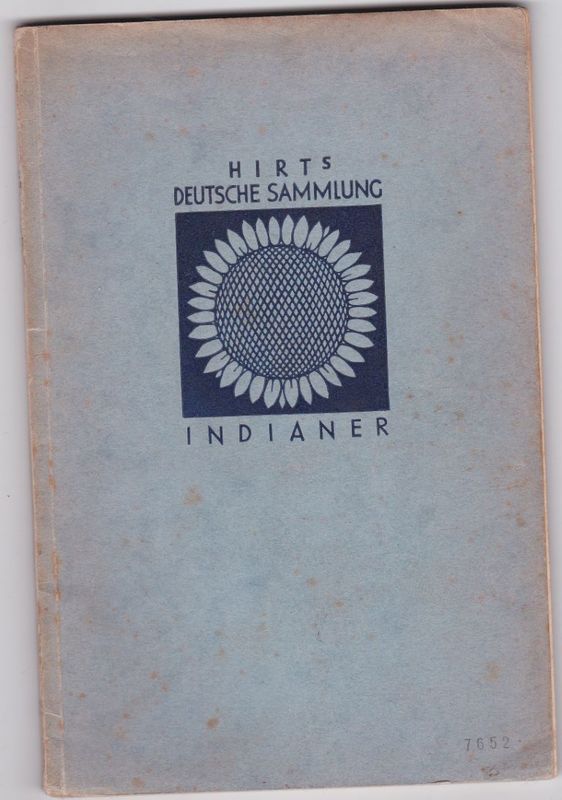 HIRTS
DEUTSCHE SAMMLUNG
INDIANER
7652